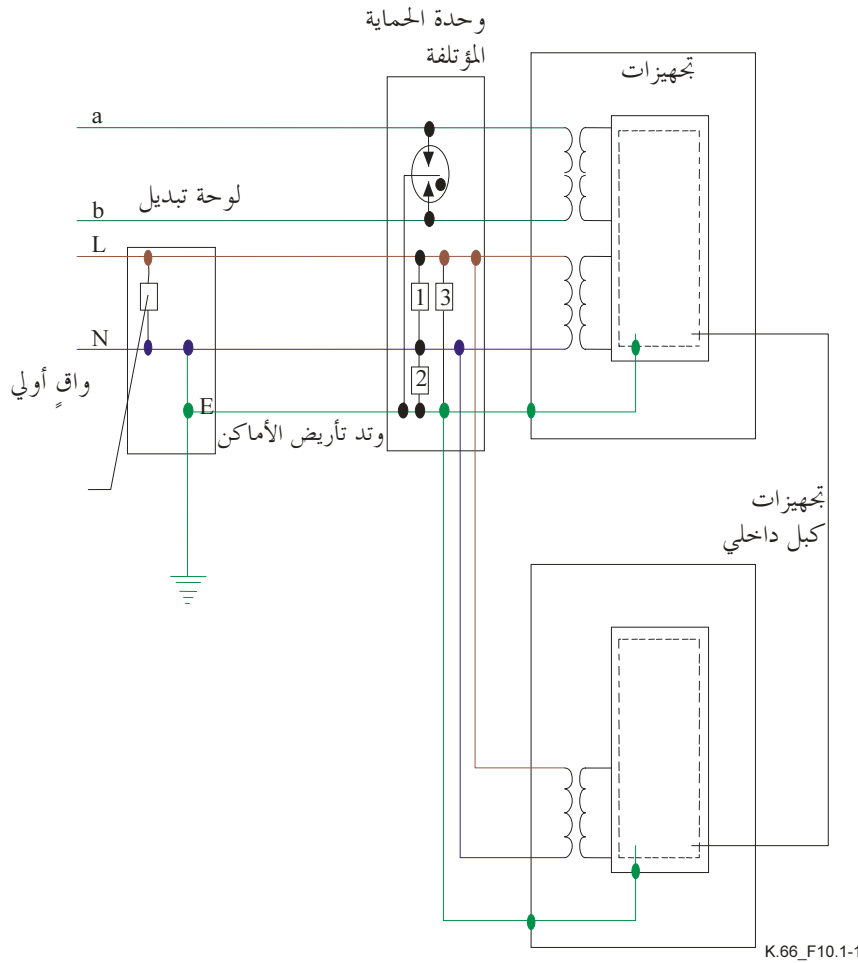 وحدة الحماية
المؤتلفة
تجهيزات
a
لوحة تبديل
b
L
1
3
N
2
واقٍ أولي
E
وتد تأريض الأماكن
تجهيزات
كبل داخلي
K.66_F10.1-1